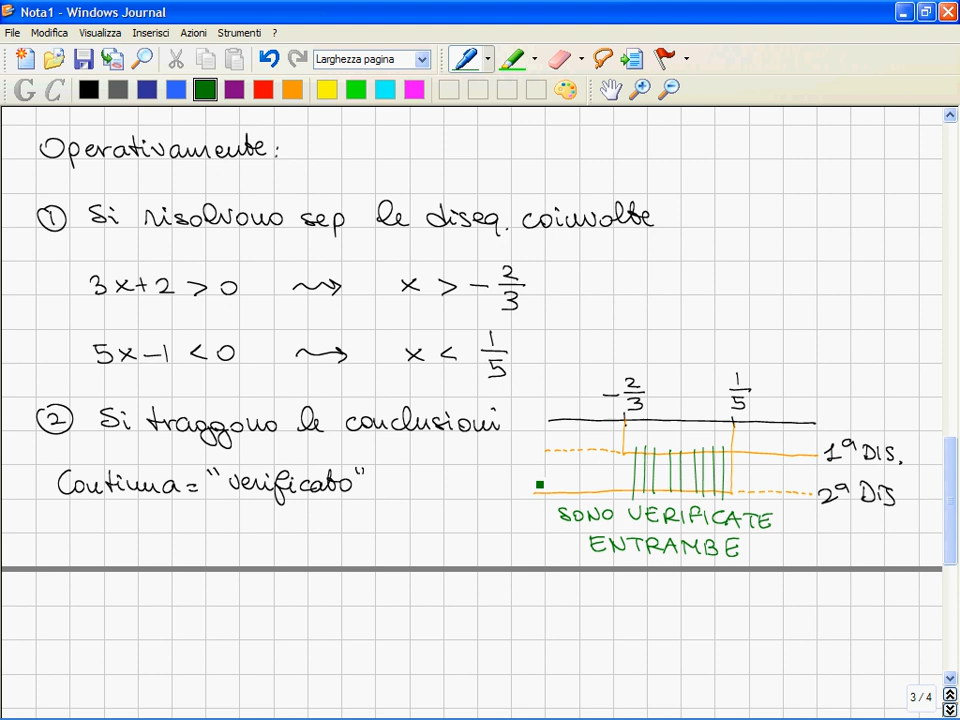 Nota1 - Windows Journal
File Modifica Visualizza Inserisci Azioni Strumenti ?
Larghezza pagina
G C
Operativamente:
① Si risolvono sep le diseq. coinvolte
3x+2 > 0 ⇝ x > - 2/3
5x-1 < 0 ⇝ x < 1/5
② Si traggono le conclusioni
Continua = "verificato"
- 2/3 1/5
1ª DIS.
2ª DIS
SONO VERIFICATE
ENTRAMBE
3 / 4